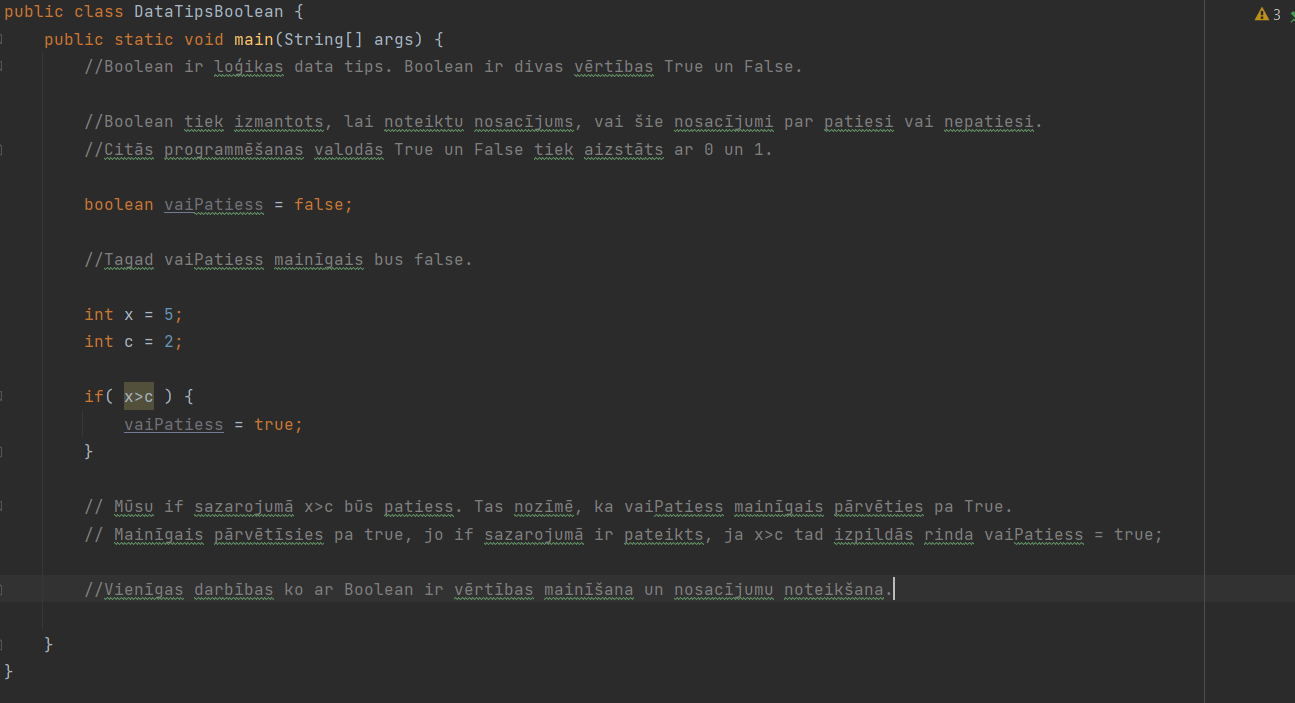 public class DataTipsBoolean {
public static void main(String[] args) {
//Boolean ir loģikas data tips. Boolean ir divas vērtības True un False.
//Boolean tiek izmantots, lai noteiktu nosacījums, vai šie nosacījumi par patiesi vai nepatiesi.
//Citās programmēšanas valodās True un False tiek aizstāts ar 0 un 1.
boolean vaiPatiess = false;
//Tagad vaiPatiess mainīgais bus false.
int x = 5;
int c = 2;
if( x>c ) {
vaiPatiess = true;
}
// Mūsu if sazarojumā x>c būs patiess. Tas nozīmē, ka vaiPatiess mainīgais pārvēties pa True.
// Mainīgais pārvētīsies pa true, jo if sazarojumā ir pateikts, ja x>c tad izpildās rinda vaiPatiess = true;
//Vienīgas darbības ko ar Boolean ir vērtības mainīšana un nosacījumu noteikšana.
}
}
3